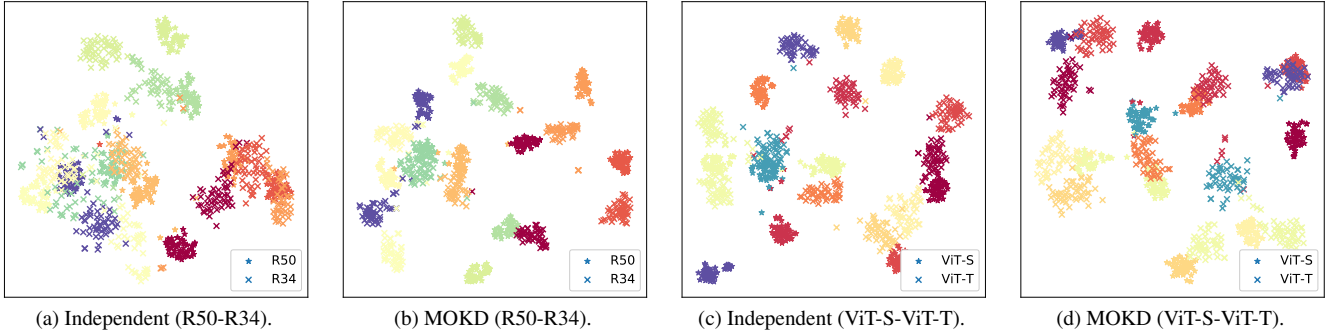 R50
R34
R50
R34
ViT-S
ViT-T
ViT-S
ViT-T
(a) Independent (R50-R34).
(b) MOKD (R50-R34).
(c) Independent (ViT-S-ViT-T).
(d) MOKD (ViT-S-ViT-T).